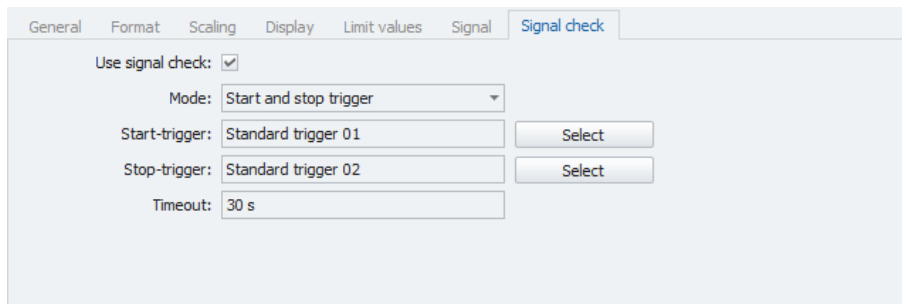 General Format Scaling Display Limit values Signal Signal check
Use signal check:
Mode: Start and stop trigger
Start-trigger: Standard trigger 01 Select
Stop-trigger: Standard trigger 02 Select
Timeout: 30 s